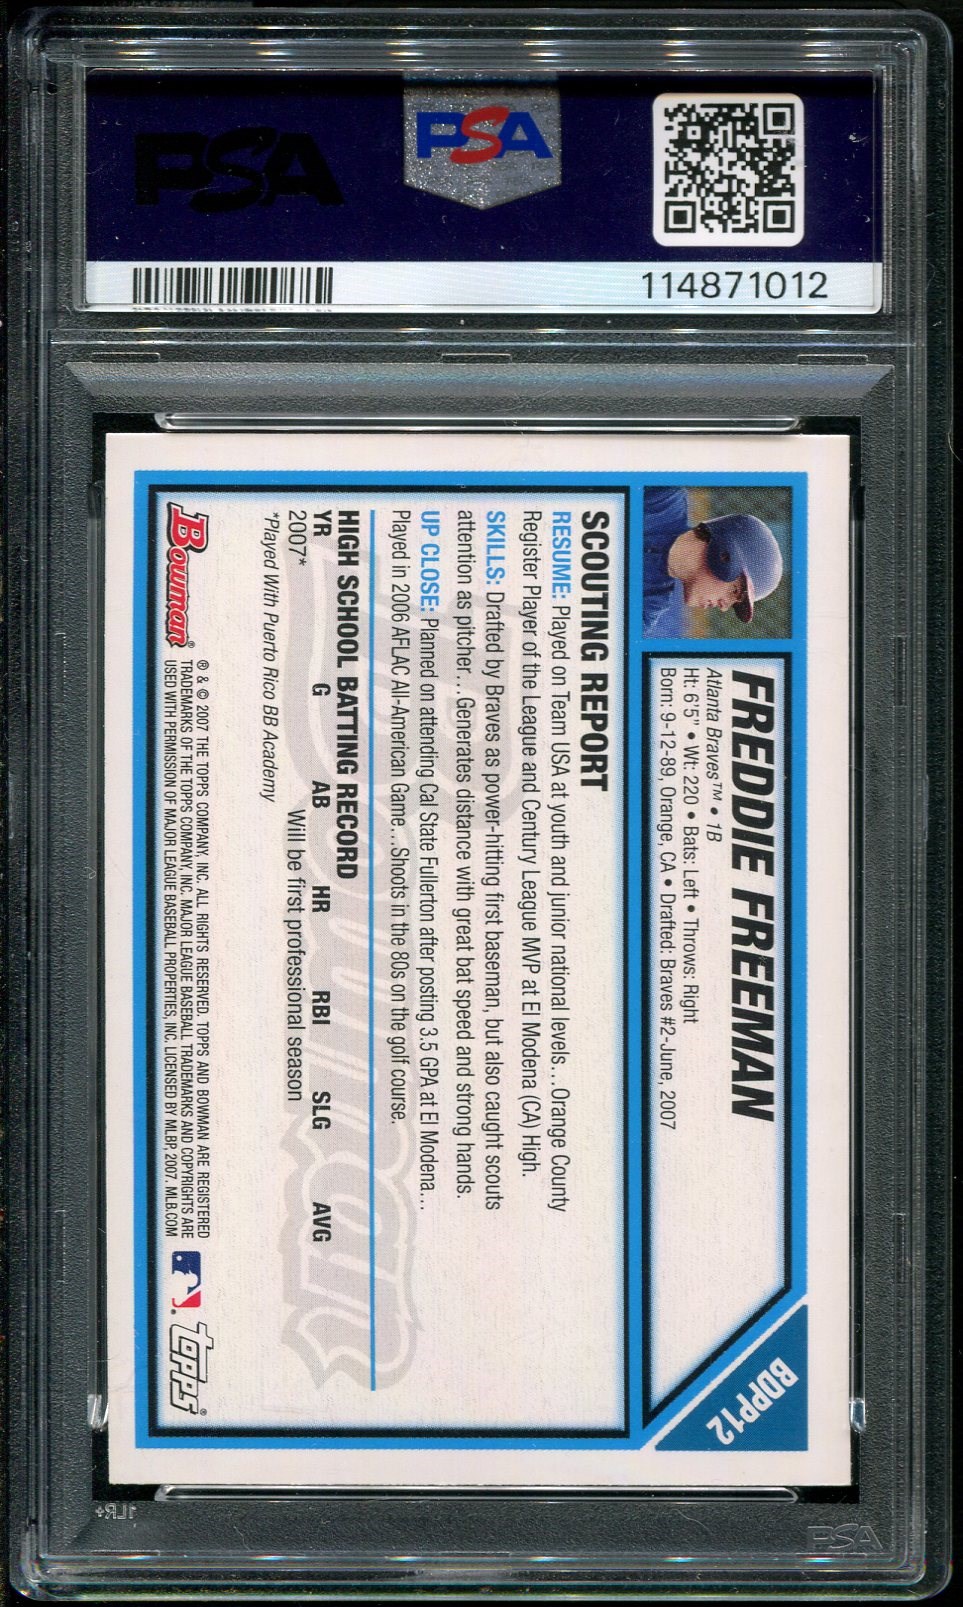 PSA
PSA
114871012
FREDDIE FREEMAN
Atlanta Braves™ • 1B
Ht: 6'5" • Wt: 220 • Bats: Left • Throws: Right
Born: 9-12-89, Orange, CA • Drafted: Braves #2-June, 2007
BDPP12
SCOUTING REPORT
RESUME: Played on Team USA at youth and junior national levels...Orange County
Register Player of the League and Century League MVP at El Modena (CA) High.
SKILLS: Drafted by Braves as power-hitting first baseman, but also caught scouts
attention as pitcher...Generates distance with great bat speed and strong hands.
UP CLOSE: Planned on attending Cal State Fullerton after posting 3.5 GPA at El Modena...
Played in 2006 AFLAC All-American Game...Shoots in the 80s on the golf course.
HIGH SCHOOL BATTING RECORD
YR G AB HR RBI SLG AVG
2007* Will be first professional season
*Played With Puerto Rico BB Academy
Bowman®
® & © 2007 THE TOPPS COMPANY, INC. ALL RIGHTS RESERVED. TOPPS AND BOWMAN ARE REGISTERED
TRADEMARKS OF THE TOPPS COMPANY, INC. MAJOR LEAGUE BASEBALL TRADEMARKS AND COPYRIGHTS ARE
USED WITH PERMISSION OF MAJOR LEAGUE BASEBALL PROPERTIES, INC. LICENSED BY MLBP, 2007. MLB.COM
topps®
Bowman
1LR+
PSA